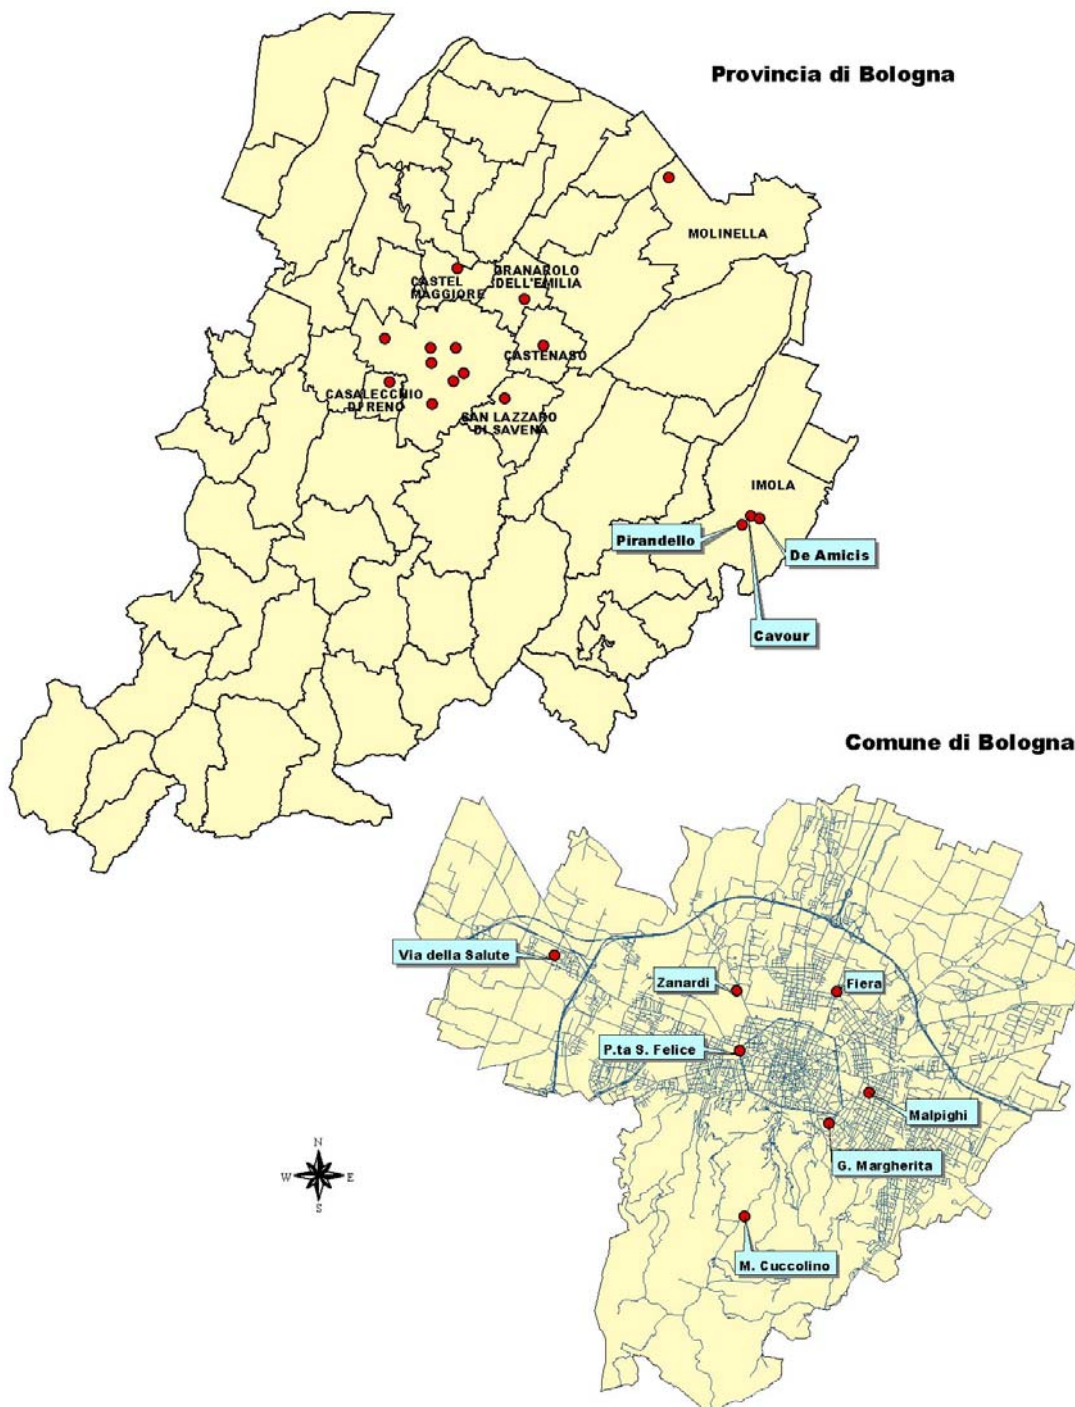 Provincia di Bologna
MOLINELLA
CASTEL
MAGGIORE
GRANAROLO
DELL'EMILIA
CASTENASO
CASALECCHIO
DI RENO
SAN LAZZARO
DI SAVENA
IMOLA
Pirandello
De Amicis
Cavour
Comune di Bologna
Via della Salute
Zanardi
Fiera
P.ta S. Felice
Malpighi
G. Margherita
M. Cuccolino
N
W
E
S